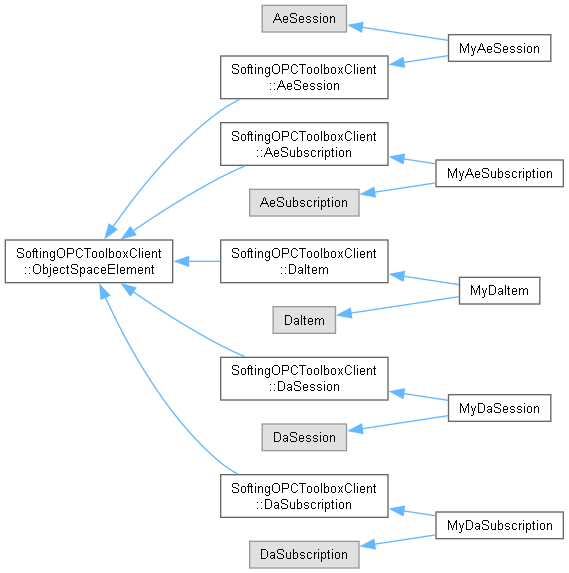 AeSession
MyAeSession
SoftingOPCToolboxClient
::AeSession
SoftingOPCToolboxClient
::AeSubscription
MyAeSubscription
AeSubscription
SoftingOPCToolboxClient
::ObjectSpaceElement
SoftingOPCToolboxClient
::DaItem
MyDaItem
DaItem
SoftingOPCToolboxClient
::DaSession
MyDaSession
DaSession
SoftingOPCToolboxClient
::DaSubscription
MyDaSubscription
DaSubscription